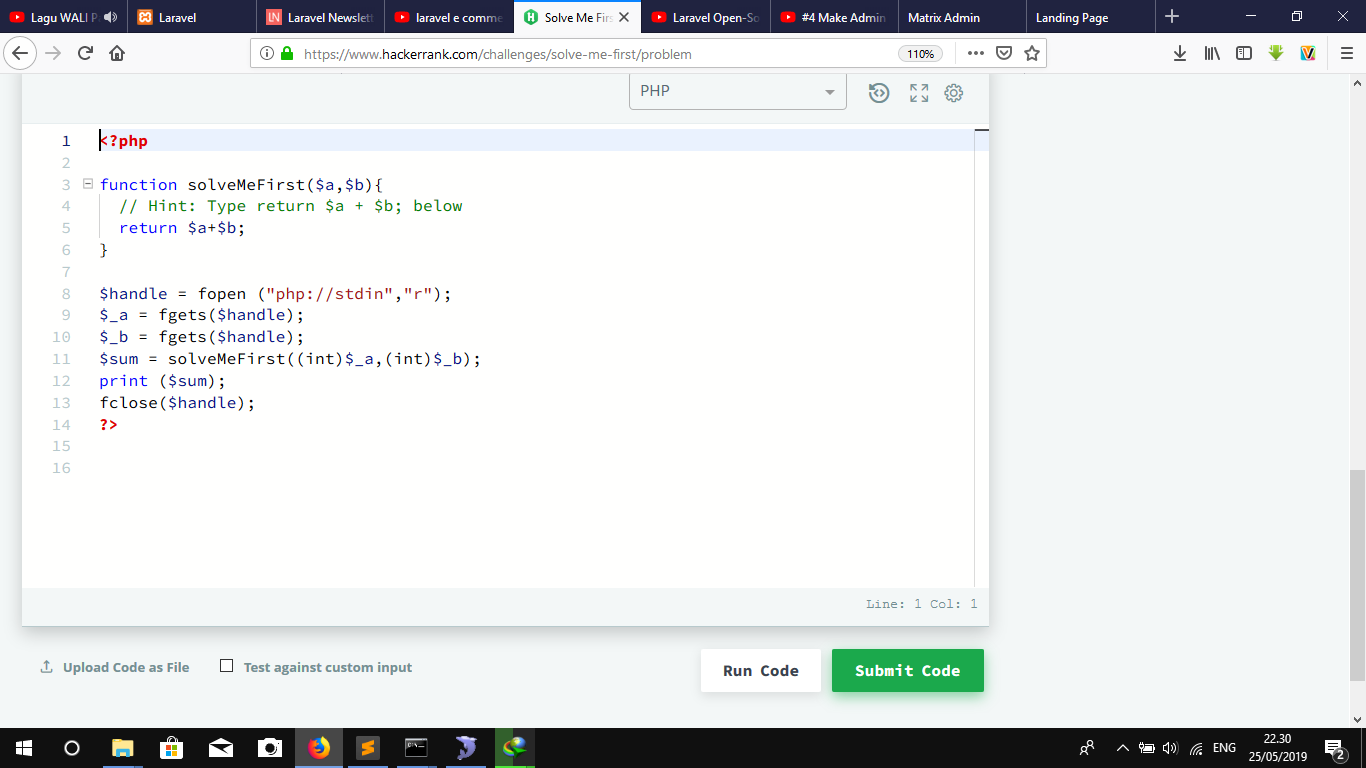 Lagu WALI P
Laravel
LN Laravel Newslett
laravel e comme
Solve Me Firs
Laravel Open-So
#4 Make Admin
Matrix Admin
Landing Page
https://www.hackerrank.com/challenges/solve-me-first/problem
110%
PHP
1 <?php
2
3 function solveMeFirst($a,$b){
4 // Hint: Type return $a + $b; below
5 return $a+$b;
6 }
7
8 $handle = fopen ("php://stdin","r");
9 $_a = fgets($handle);
10 $_b = fgets($handle);
11 $sum = solveMeFirst((int)$_a,(int)$_b);
12 print ($sum);
13 fclose($handle);
14 ?>
15
16
Line: 1 Col: 1
Upload Code as File
Test against custom input
Run Code
Submit Code
ENG
22.30
25/05/2019
2